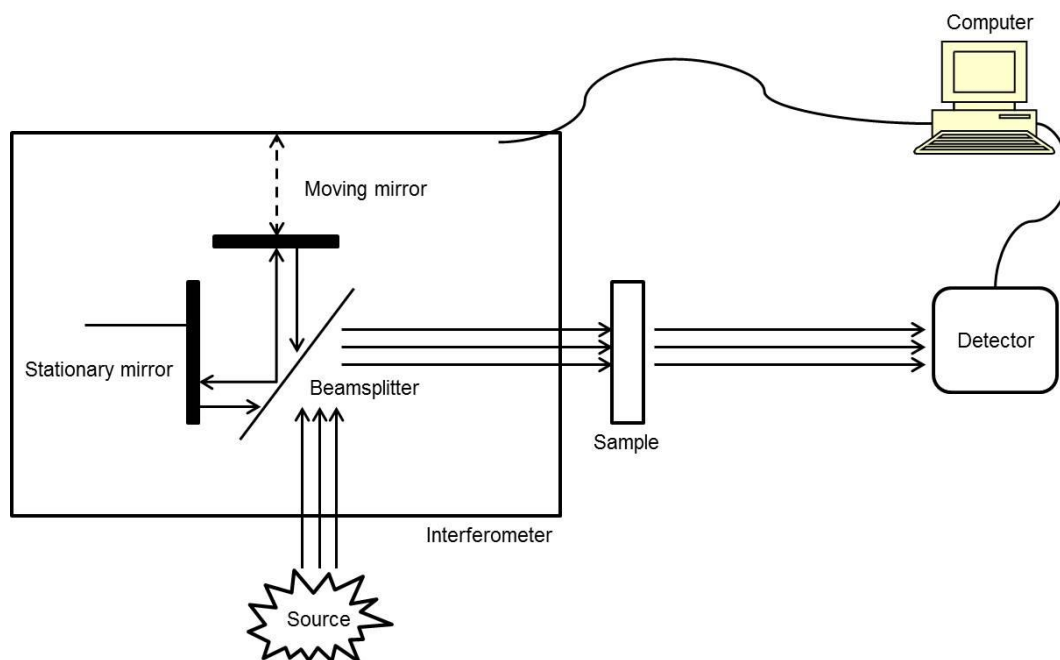 Computer
Moving mirror
Stationary mirror
Beamsplitter
Detector
Sample
Interferometer
Source